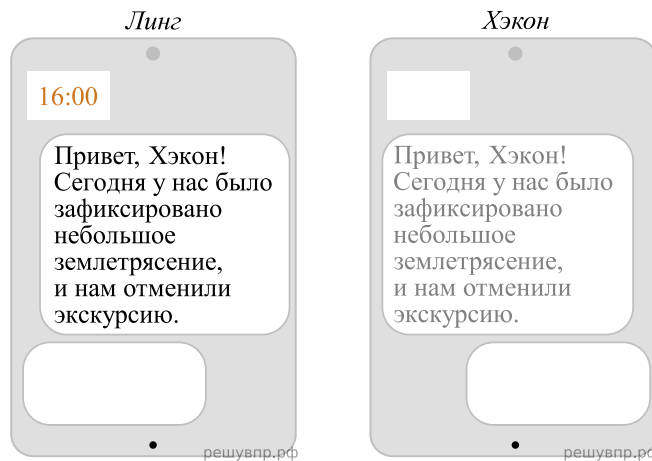 Линг
16:00
Привет, Хэкон!
Сегодня у нас было
зафиксировано
небольшое
землетрясение,
и нам отменили
экскурсию.
решувпр.рф
Хэкон
Привет, Хэкон!
Сегодня у нас было
зафиксировано
небольшое
землетрясение,
и нам отменили
экскурсию.
решувпр.рф